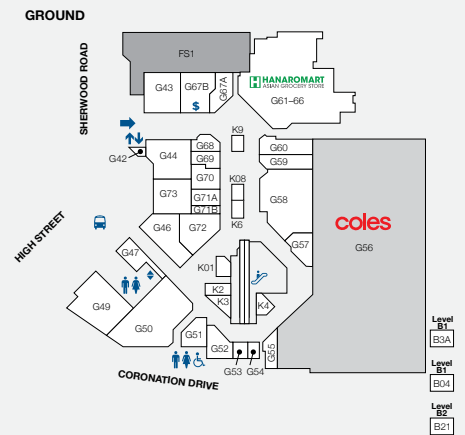 GROUND
SHERWOOD ROAD
FS1
G43
G67B
$
G67A
HANAROMART
ASIAN GROCERY STORE
G61-66
K9
G42
G44
G68
G69
G70
G60
G59
G73
K08
G71A
G71B
K6
G58
G46
G72
coles
G56
HIGH STREET
G57
G47
K01
K2
K3
K4
G49
G50
G51
G52
G53
G54
G55
CORONATION DRIVE
Level
B1
B3A
Level
B1
B04
Level
B2
B21